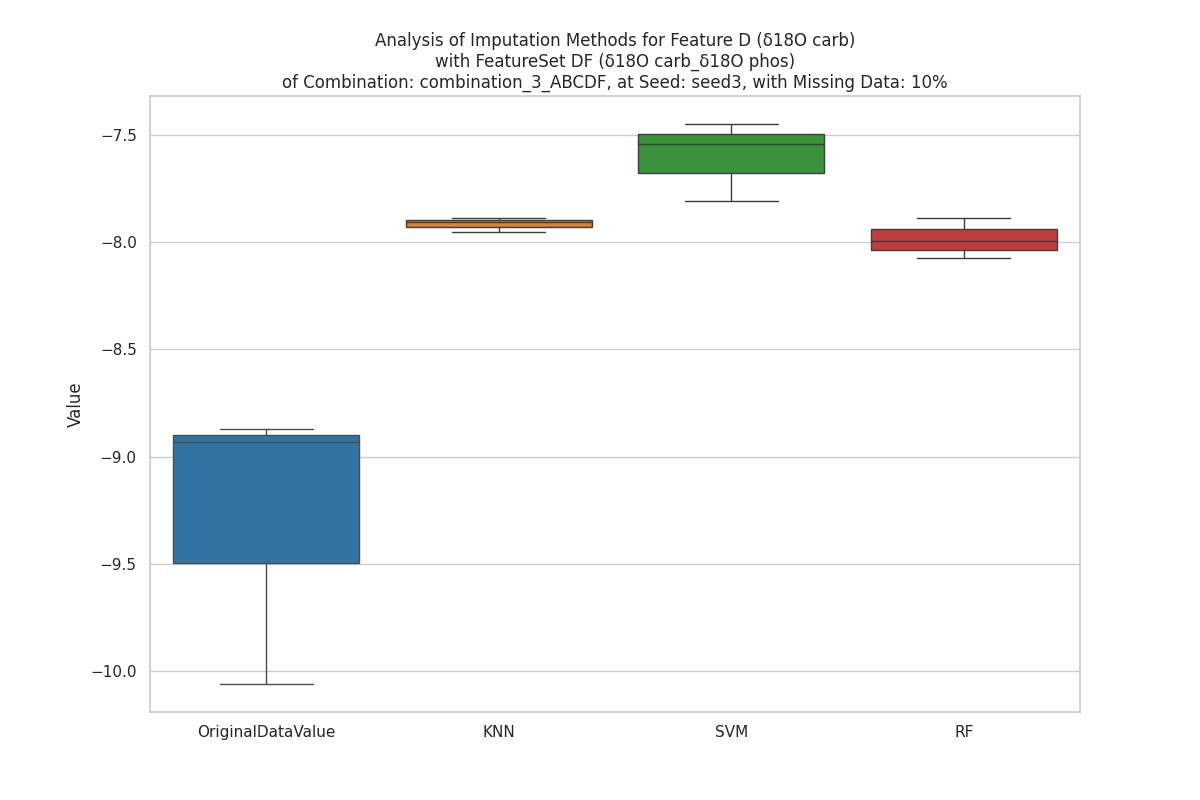 Analysis of Imputation Methods for Feature D (δ18O carb)
with FeatureSet DF (δ18O carb_δ18O phos)
of Combination: combination_3_ABCDF, at Seed: seed3, with Missing Data: 10%
−7.5
−8.0
−8.5
−9.0
−9.5
−10.0
Value
OriginalDataValue
KNN
SVM
RF